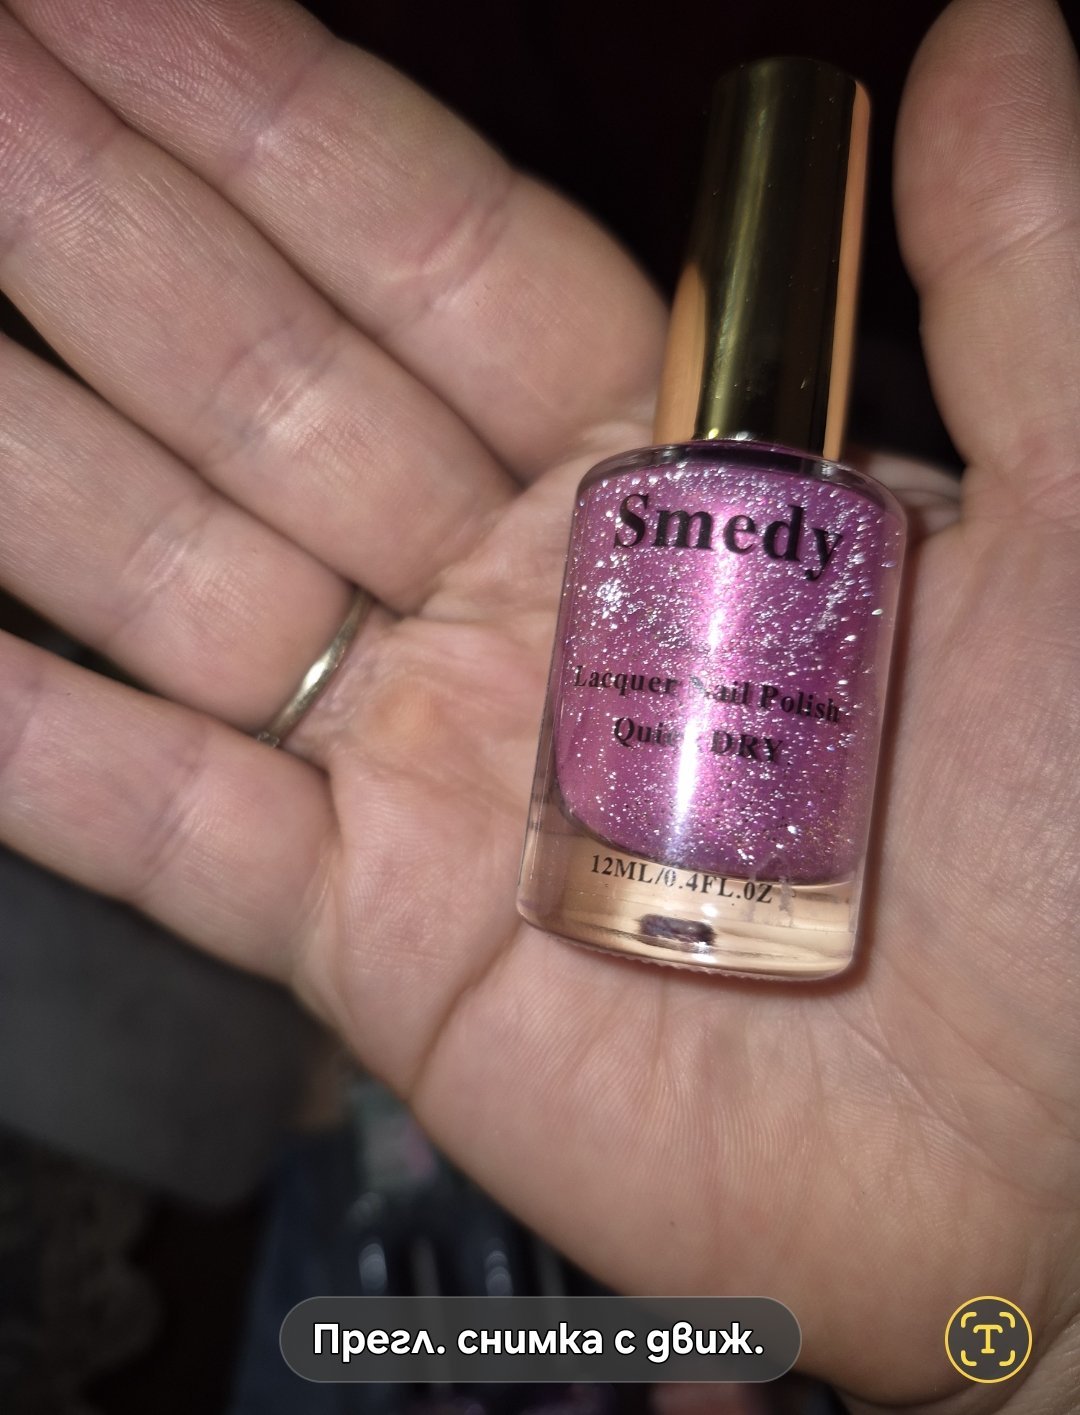 Smedy
Lacquer Nail Polish
DRY
12ML/0.4FL.OZ
Прегл. снимка с движ.
T